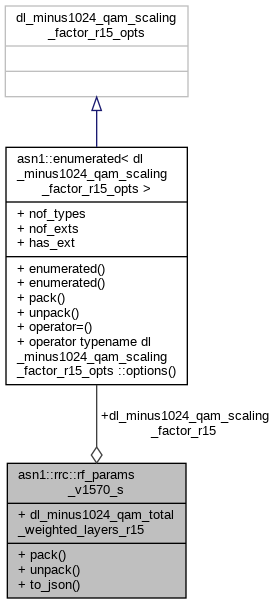 dl_minus1024_qam_scaling
_factor_r15_opts
asn1::enumerated< dl
_minus1024_qam_scaling
_factor_r15_opts >
+ nof_types
+ nof_exts
+ has_ext
+ enumerated()
+ enumerated()
+ pack()
+ unpack()
+ operator=()
+ operator typename dl
_minus1024_qam_scaling
_factor_r15_opts ::options()
+dl_minus1024_qam_scaling
_factor_r15
asn1::rrc::rf_params
_v1570_s
+ dl_minus1024_qam_total
_weighted_layers_r15
+ pack()
+ unpack()
+ to_json()